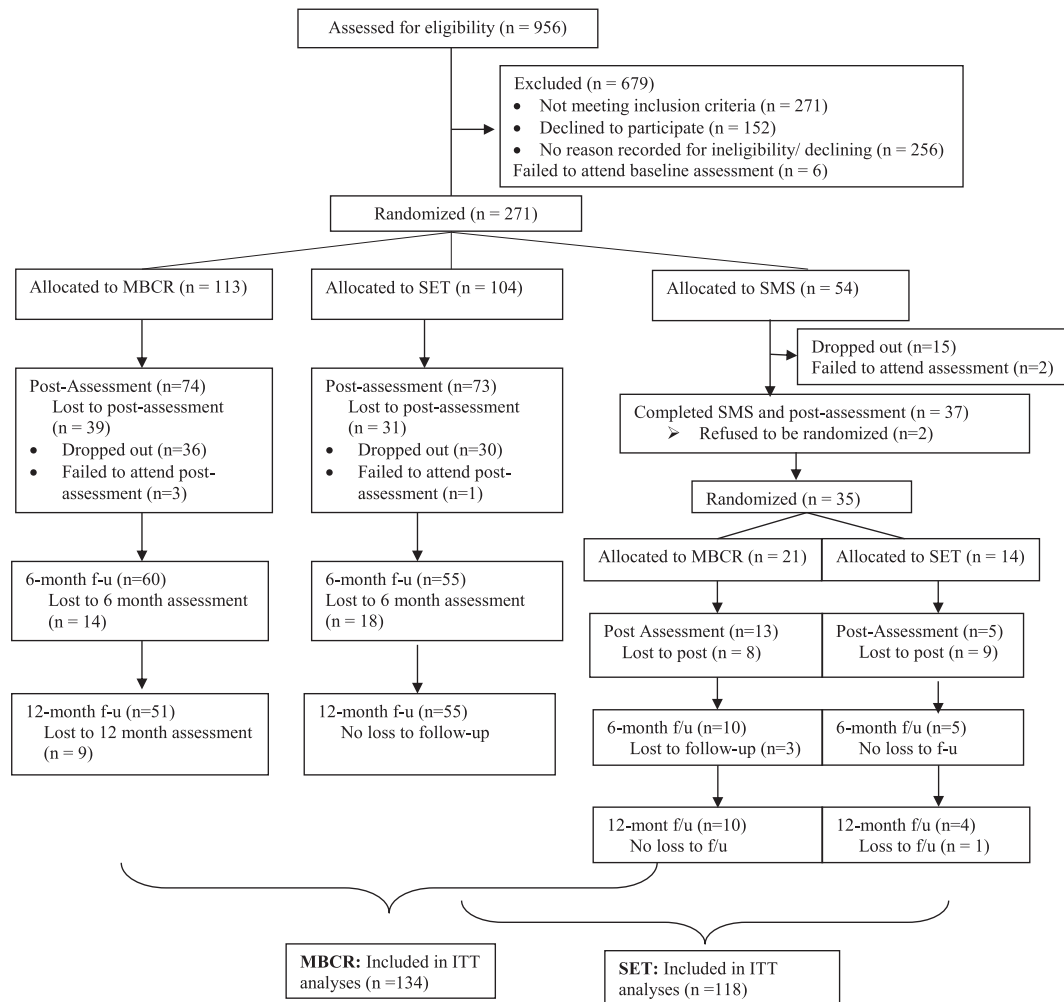 Assessed for eligibility (n = 956)
Excluded (n = 679)
• Not meeting inclusion criteria (n = 271)
• Declined to participate (n = 152)
• No reason recorded for ineligibility/ declining (n = 256)
Failed to attend baseline assessment (n = 6)
Randomized (n = 271)
Allocated to MBCR (n = 113)
Allocated to SET (n = 104)
Allocated to SMS (n = 54)
Dropped out (n=15)
Failed to attend assessment (n=2)
Post-Assessment (n=74)
Lost to post-assessment
(n = 39)
• Dropped out (n=36)
• Failed to attend post-
assessment (n=3)
Post-assessment (n=73)
Lost to post-assessment
(n = 31)
• Dropped out (n=30)
• Failed to attend post-
assessment (n=1)
Completed SMS and post-assessment (n = 37)
➤ Refused to be randomized (n=2)
Randomized (n = 35)
Allocated to MBCR (n = 21)
Allocated to SET (n = 14)
6-month f-u (n=60)
Lost to 6 month assessment
(n = 14)
6-month f-u (n=55)
Lost to 6 month assessment
(n = 18)
Post Assessment (n=13)
Lost to post (n = 8)
Post-Assessment (n=5)
Lost to post (n = 9)
12-month f-u (n=51)
Lost to 12 month assessment
(n = 9)
12-month f-u (n=55)
No loss to follow-up
6-month f/u (n=10)
Lost to follow-up (n=3)
6-month f/u (n=5)
No loss to f-u
12-mont f/u (n=10)
No loss to f/u
12-month f/u (n=4)
Loss to f/u (n = 1)
MBCR: Included in ITT
analyses (n =134)
SET: Included in ITT
analyses (n =118)